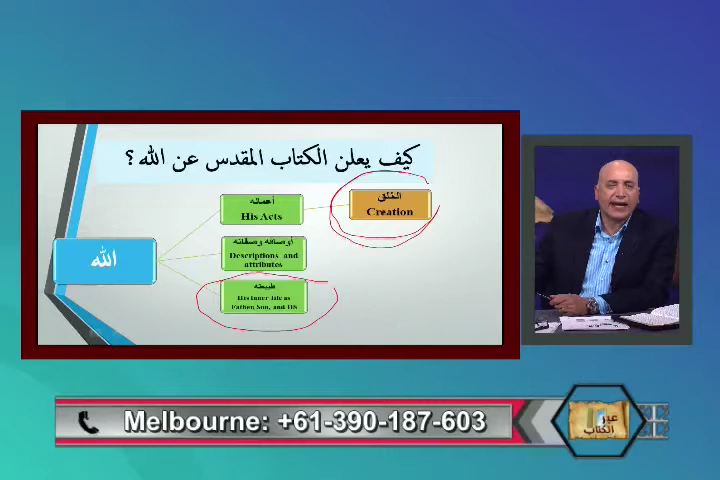 كيف يعلن الكتاب المقدس عن الله ؟
أعماله
His Acts
الخلق
Creation
الله
أوصافه وصفاته
Descriptions and
attributes
طبيعته
His Inner life as
Father, Son, and HS
Melbourne: +61-390-187-603
عبر
الكتاب